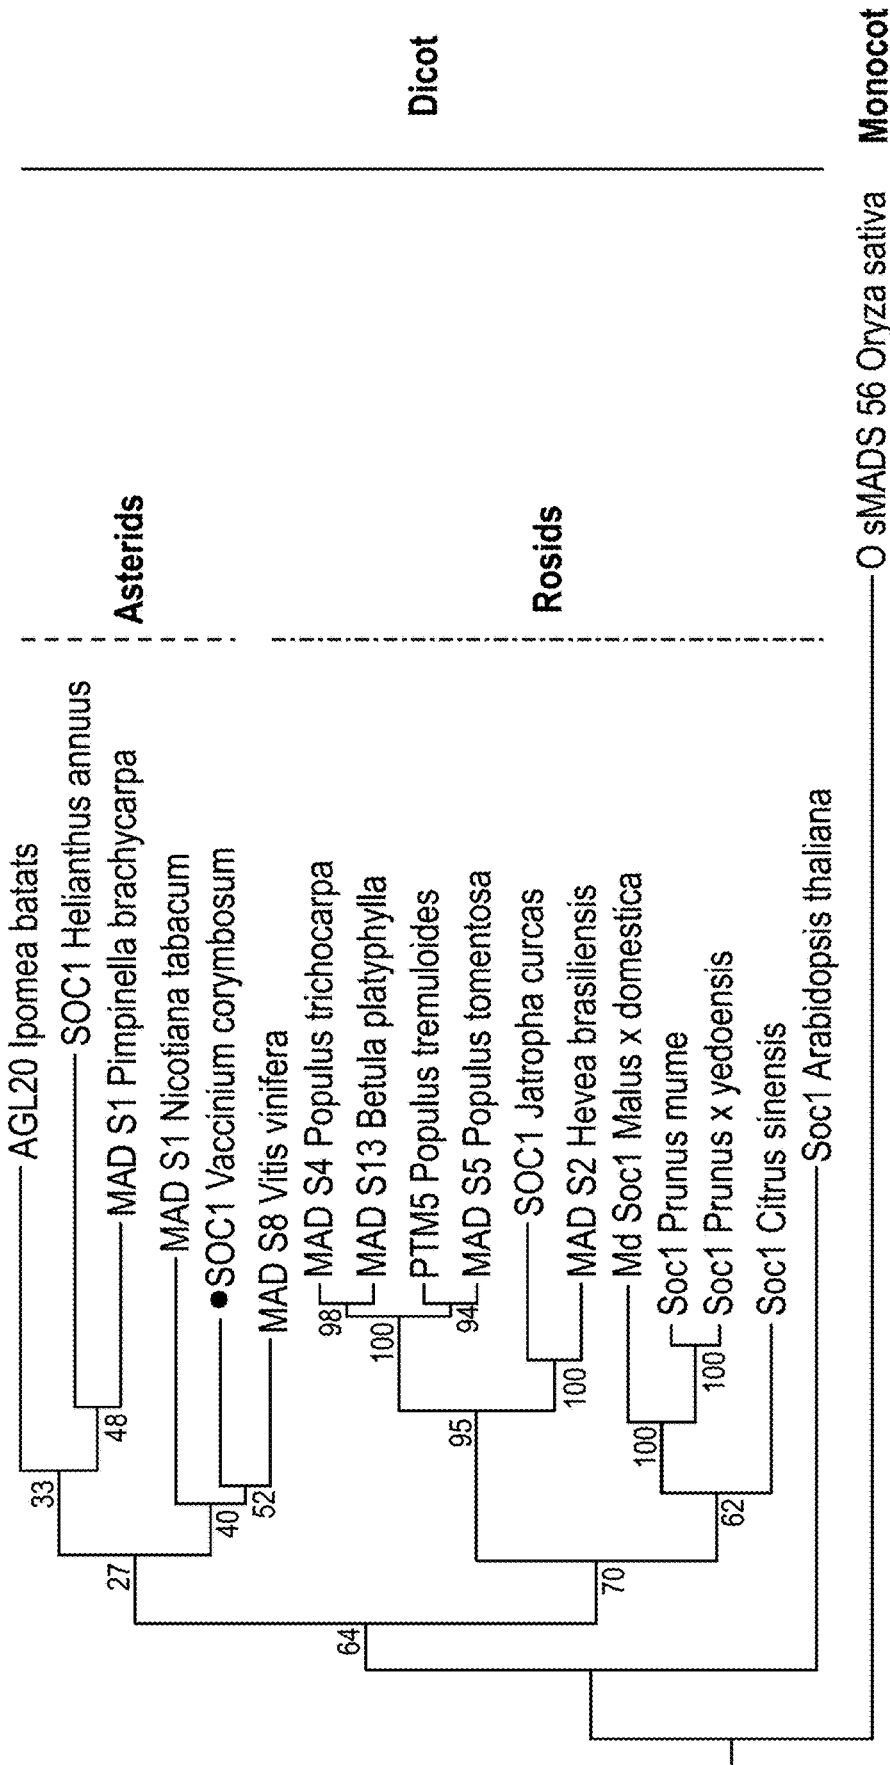 AGL20 Ipomea batats
SOC1 Helianthus annuus
MAD S1 Pimpinella brachycarpa
MAD S1 Nicotiana tabacum
SOC1 Vaccinium corymbosum
MAD S8 Vitis vinifera
MAD S4 Populus trichocarpa
MAD S13 Betula platyphylla
PTM5 Populus tremuloides
MAD S5 Populus tomentosa
SOC1 Jatropha curcas
MAD S2 Hevea brasiliensis
Md Soc1 Malus x domestica
Soc1 Prunus mume
Soc1 Prunus x yedoensis
Soc1 Citrus sinensis
Soc1 Arabidopsis thaliana
O sMADS 56 Oryza sativa
33
48
27
40
52
64
98
100
94
95
100
70
100
100
62
Asterids
Rosids
Dicot
Monocot